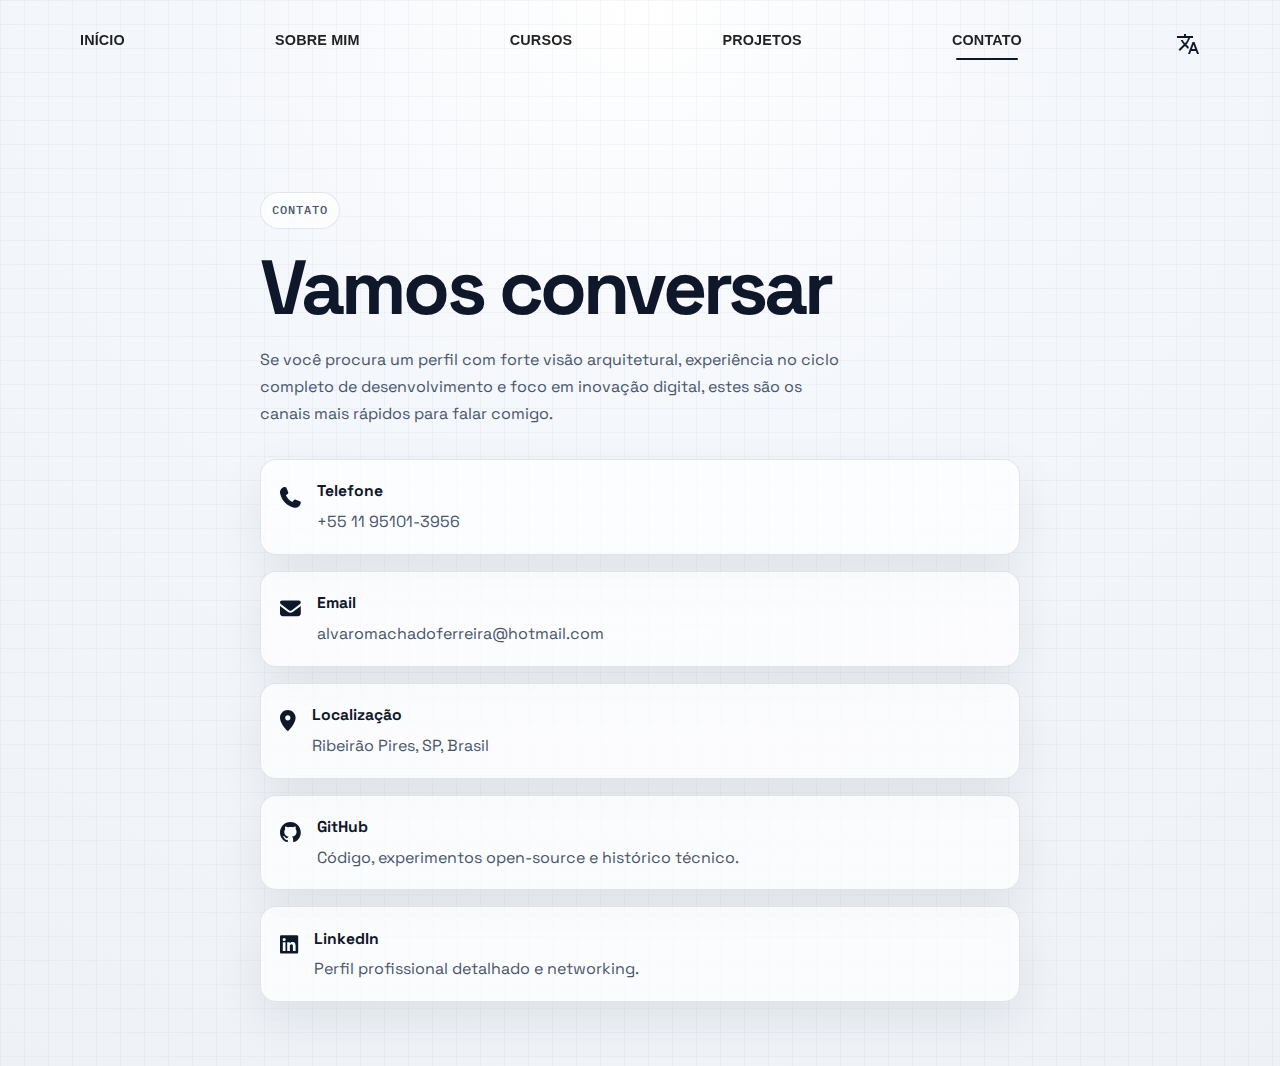 INÍCIO SOBRE MIM CURSOS PROJETOS CONTATO
CONTATO
Vamos conversar
Se você procura um perfil com forte visão arquitetural, experiência no ciclo
completo de desenvolvimento e foco em inovação digital, estes são os
canais mais rápidos para falar comigo.
Telefone
+55 11 95101-3956
Email
alvaromachadoferreira@hotmail.com
Localização
Ribeirão Pires, SP, Brasil
GitHub
Código, experimentos open-source e histórico técnico.
LinkedIn
Perfil profissional detalhado e networking.